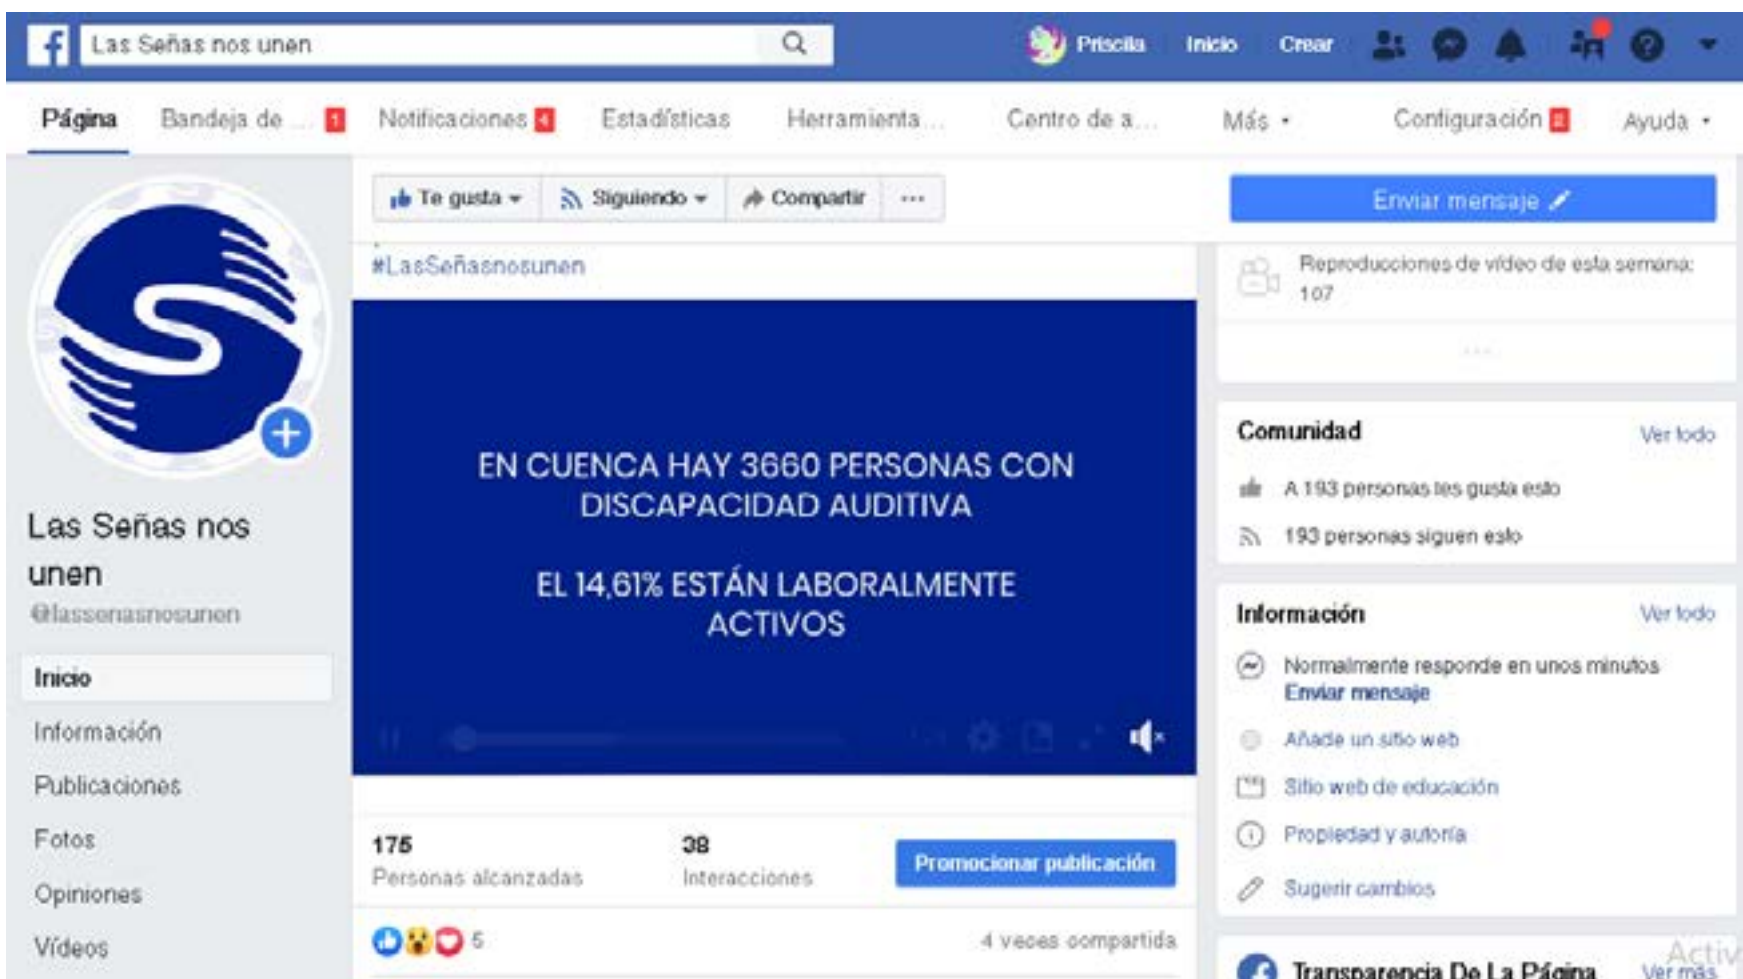 Las Señas nos unen
Priscila
Inicio
Crear
Página
Bandeja de ... 1
Notificaciones 4
Estadísticas
Herramienta...
Centro de a...
Más
Configuración 2
Ayuda
Te gusta
Siguiendo
Compartir
...
Enviar mensaje
Las Señas nos
unen
@lassenasnosunen
Inicio
Información
Publicaciones
Fotos
Opiniones
Vídeos
#LasSeñasnosunen
EN CUENCA HAY 3660 PERSONAS CON
DISCAPACIDAD AUDITIVA
EL 14,61% ESTÁN LABORALMENTE
ACTIVOS
175
Personas alcanzadas
38
Interacciones
Promocionar publicación
5
4 veces compartida
Reproducciones de vídeo de esta semana:
107
...
Comunidad
Ver todo
A 193 personas les gusta esto
193 personas siguen esto
Información
Ver todo
Normalmente responde en unos minutos
Enviar mensaje
Añade un sitio web
Sitio web de educación
Propiedad y autoría
Sugerir cambios
Transparencia De La Página
Ver más
Activ